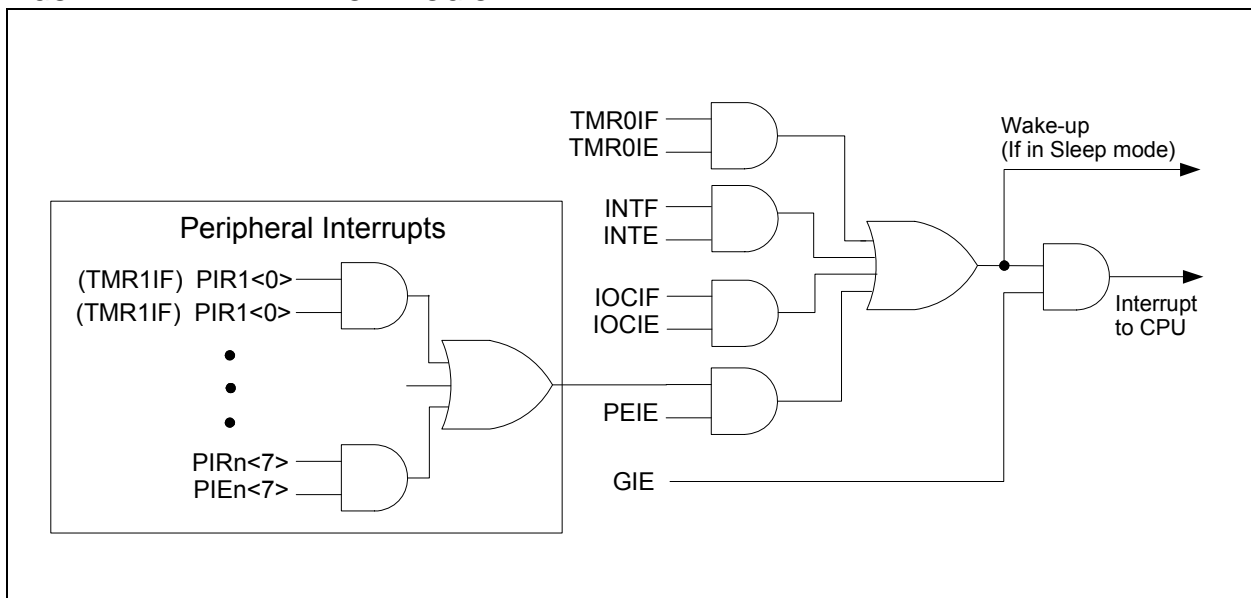 TMR0IF
TMR0IE
Wake-up
(If in Sleep mode)
INTF
INTE
Peripheral Interrupts
(TMR1IF) PIR1<0>
(TMR1IF) PIR1<0>
IOCIF
IOCIE
Interrupt
to CPU
PEIE
PIRn<7>
PIEn<7>
GIE